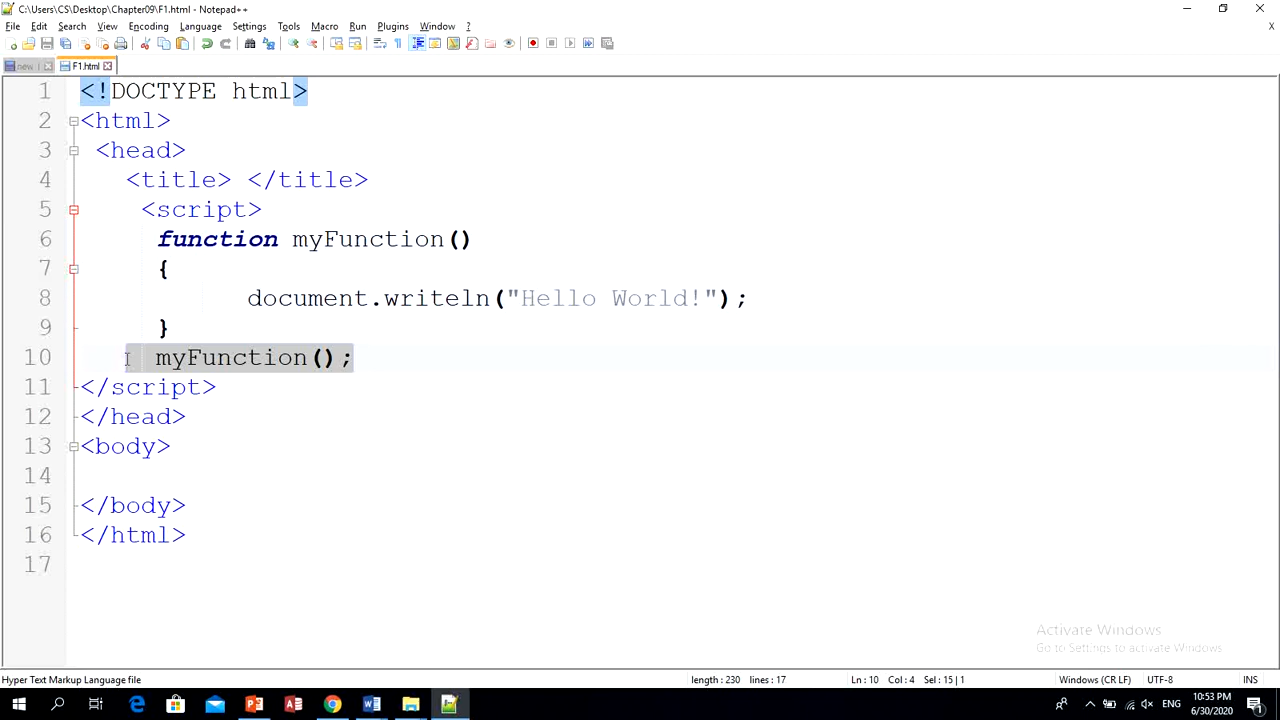 C:\Users\CS\Desktop\Chapter09\F1.html - Notepad++
File Edit Search View Encoding Language Settings Tools Macro Run Plugins Window ? X
new 1 F1.html
1 <!DOCTYPE html>
2 <html>
3 <head>
4 <title> </title>
5 <script>
6 function myFunction()
7 {
8 document.writeln("Hello World!");
9 }
10 myFunction();
11 </script>
12 </head>
13 <body>
14
15 </body>
16 </html>
17
Activate Windows
Go to Settings to activate Windows.
Hyper Text Markup Language file length : 230 lines : 17 Ln : 10 Col : 4 Sel : 15 | 1 Windows (CR LF) UTF-8 INS
ENG 10:53 PM
6/30/2020 1